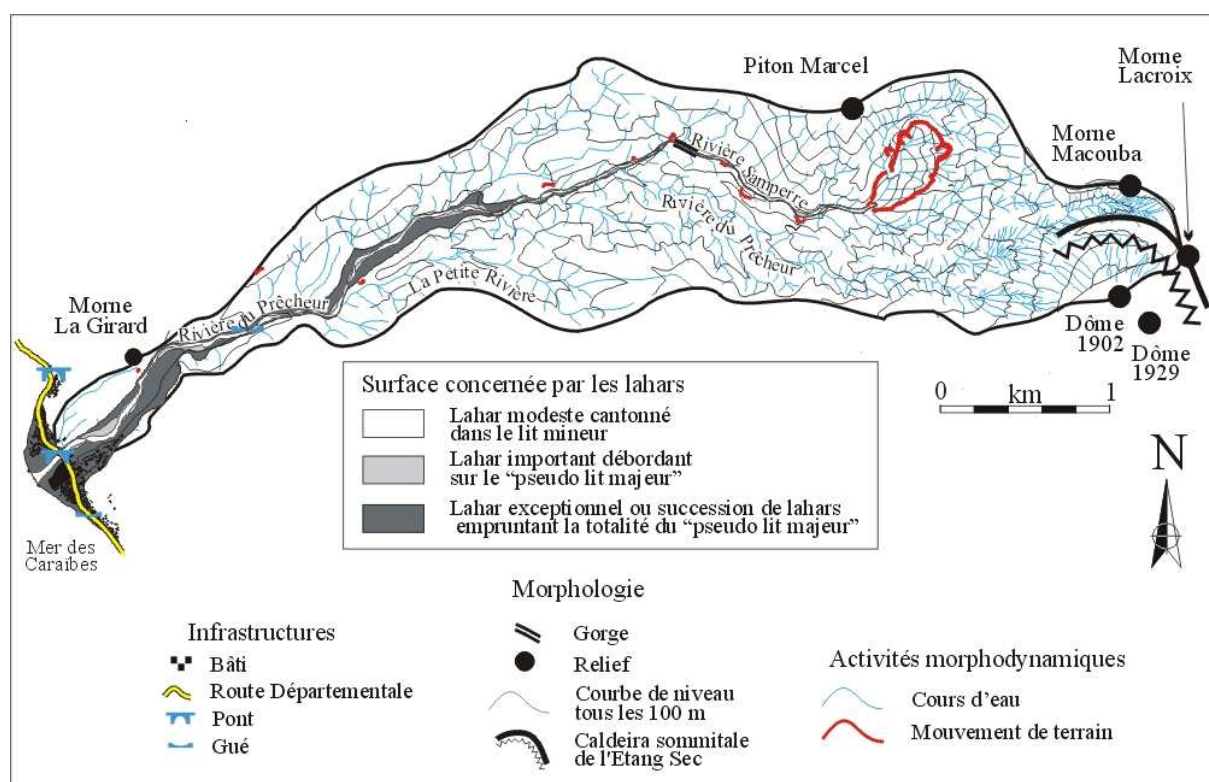 Piton Marcel
Morne
Lacroix
Morne
Macouba
Rivière Samperre
Rivière du Prêcheur
La Petite Rivière
Rivière du Prêcheur
Morne
La Girard
Dôme
1902
Dôme
1929
Surface concernée par les lahars
Lahar modeste cantonné
dans le lit mineur
Lahar important débordant
sur le “pseudo lit majeur”
Lahar exceptionnel ou succession de lahars
empruntant la totalité du “pseudo lit majeur”
0 km 1
N
Mer des
Caraïbes
Infrastructures
Bâti
Route Départementale
Pont
Gué
Morphologie
Gorge
Relief
Courbe de niveau
tous les 100 m
Caldeira sommitale
de l'Etang Sec
Activités morphodynamiques
Cours d’eau
Mouvement de terrain